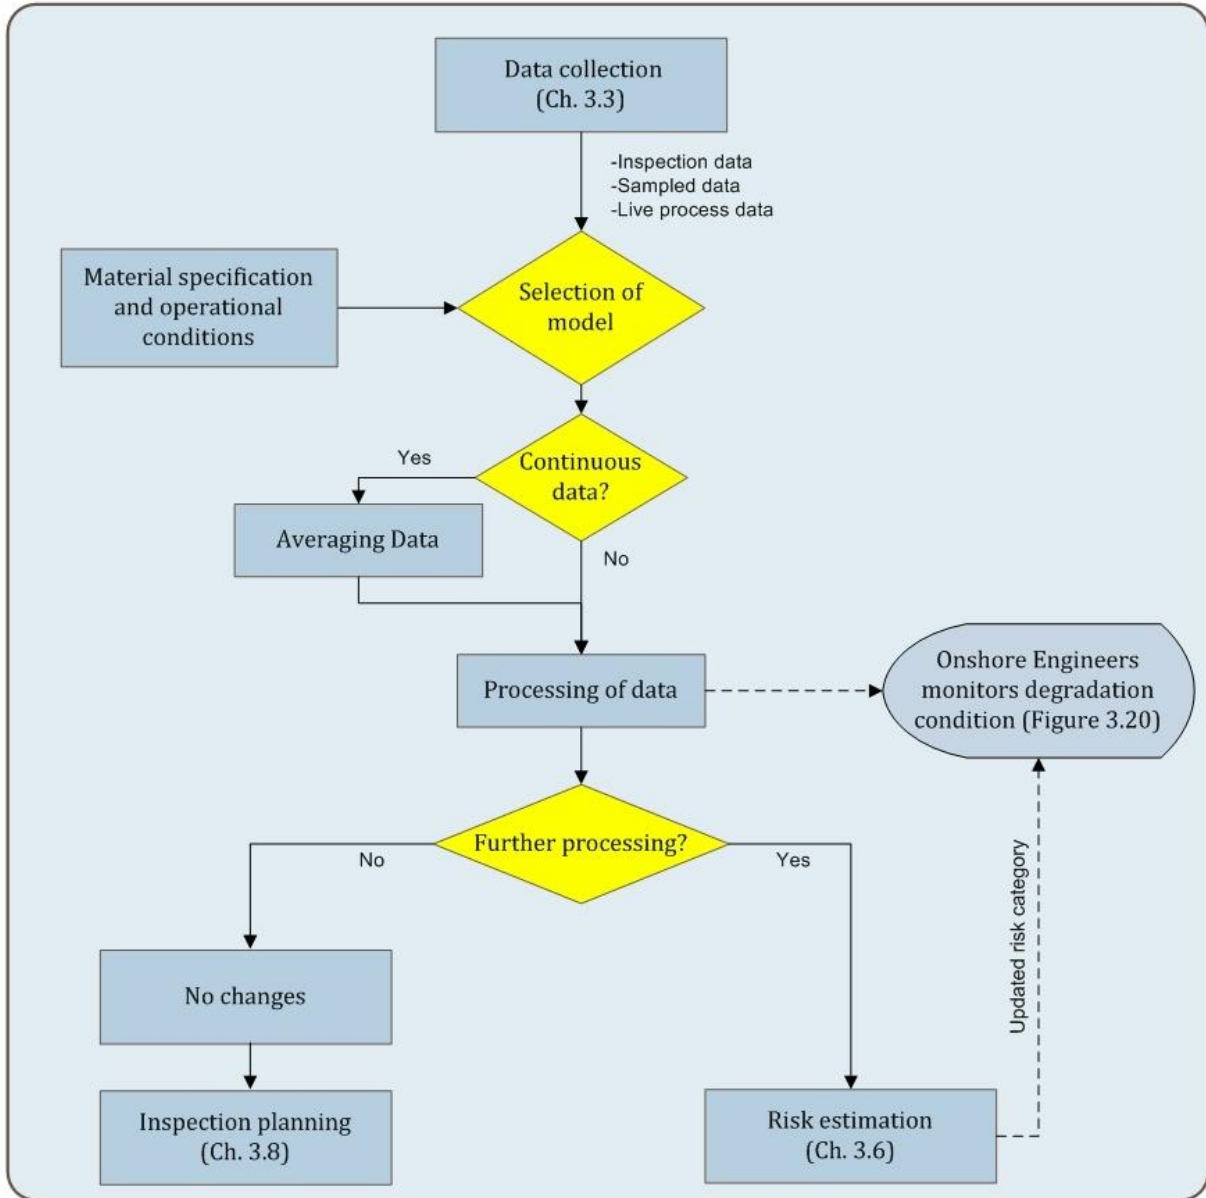 Data collection
(Ch. 3.3)
-Inspection data
-Sampled data
-Live process data
Material specification
and operational
conditions
Selection of
model
Yes
Continuous
data?
Averaging Data
No
Processing of data
Onshore Engineers
monitors degradation
condition (Figure 3.20)
Further processing?
No
Yes
Updated risk category
No changes
Inspection planning
(Ch. 3.8)
Risk estimation
(Ch. 3.6)